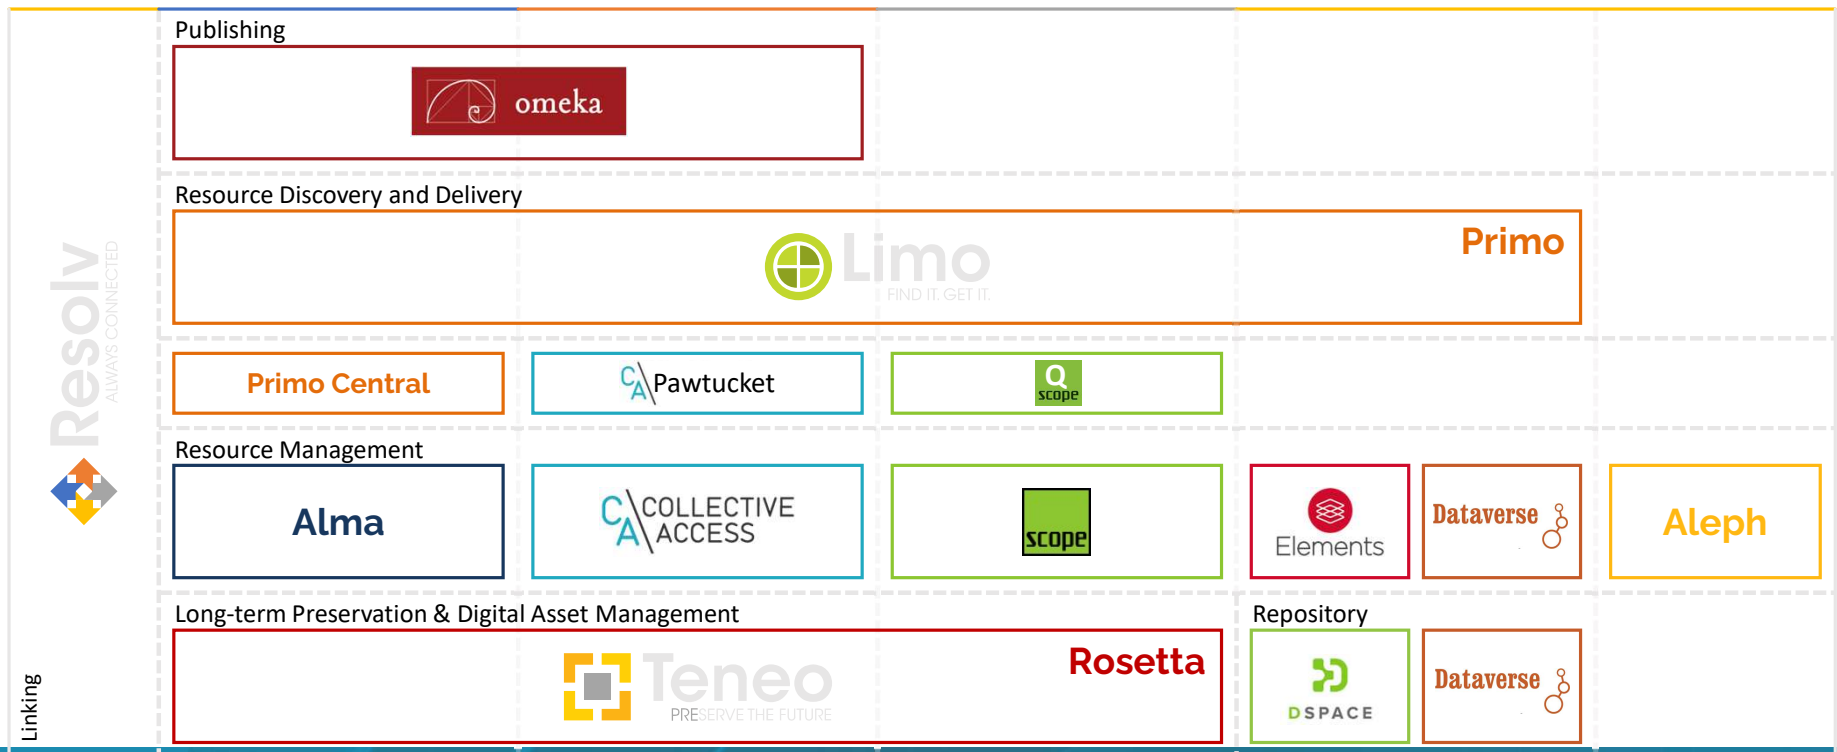 Publishing
omeka
Resource Discovery and Delivery
Limo
FIND IT. GET IT.
Primo
Resolv
ALWAYS CONNECTED
Primo Central
CA Pawtucket
Q
scope
Resource Management
Alma
CA COLLECTIVE
ACCESS
scope
Elements
Dataverse
Aleph
Long-term Preservation & Digital Asset Management
Teneo
PRESERVE THE FUTURE
Rosetta
Repository
DSPACE
Dataverse
Linking